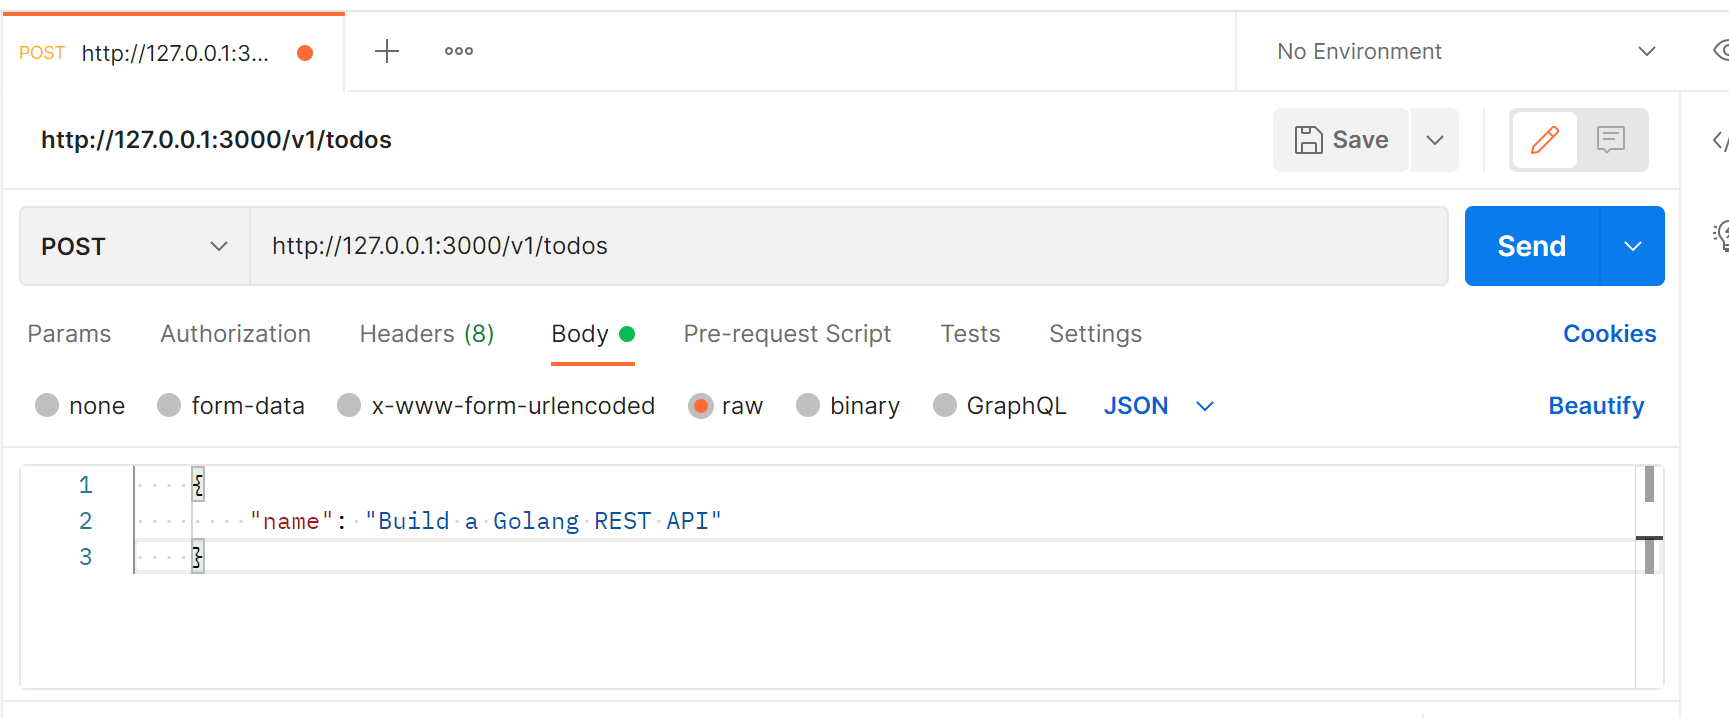 POST http://127.0.0.1:3... No Environment
http://127.0.0.1:3000/v1/todos Save
POST http://127.0.0.1:3000/v1/todos Send
Params Authorization Headers (8) Body Pre-request Script Tests Settings Cookies
none form-data x-www-form-urlencoded raw binary GraphQL JSON Beautify
1 {
2 "name": "Build a Golang REST API"
3 }